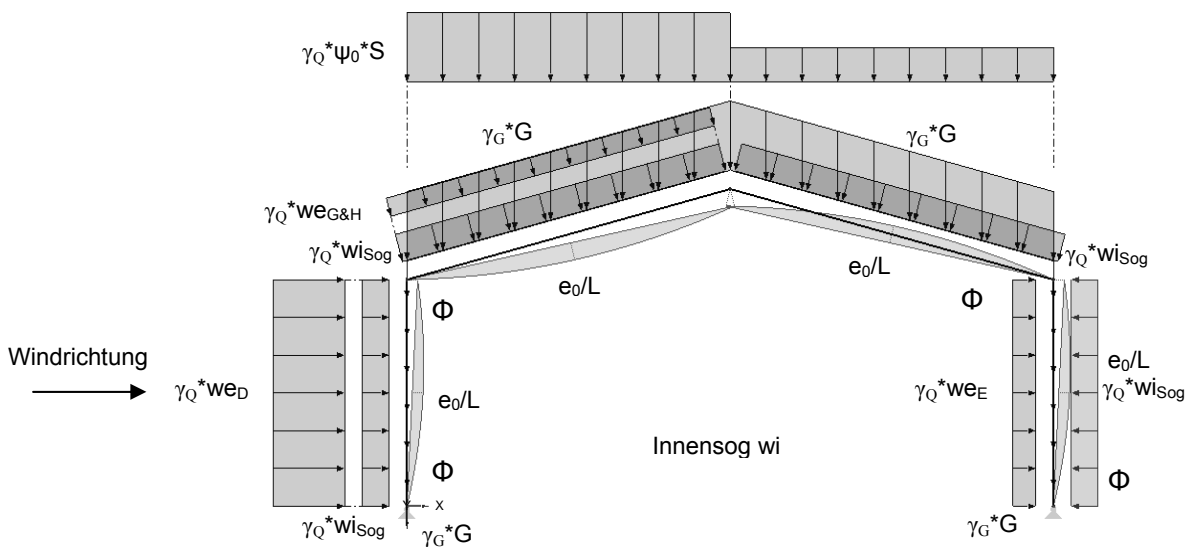 γQ*ψ0*S
γG*G
γG*G
γQ*weG&H
γQ*wiSog
γQ*wiSog
e0/L
e0/L
Φ
Φ
Windrichtung
γQ*weD
e0/L
γQ*weE
e0/L
γQ*wiSog
Innensog wi
Φ
Φ
x
γQ*wiSog
γG*G
γG*G